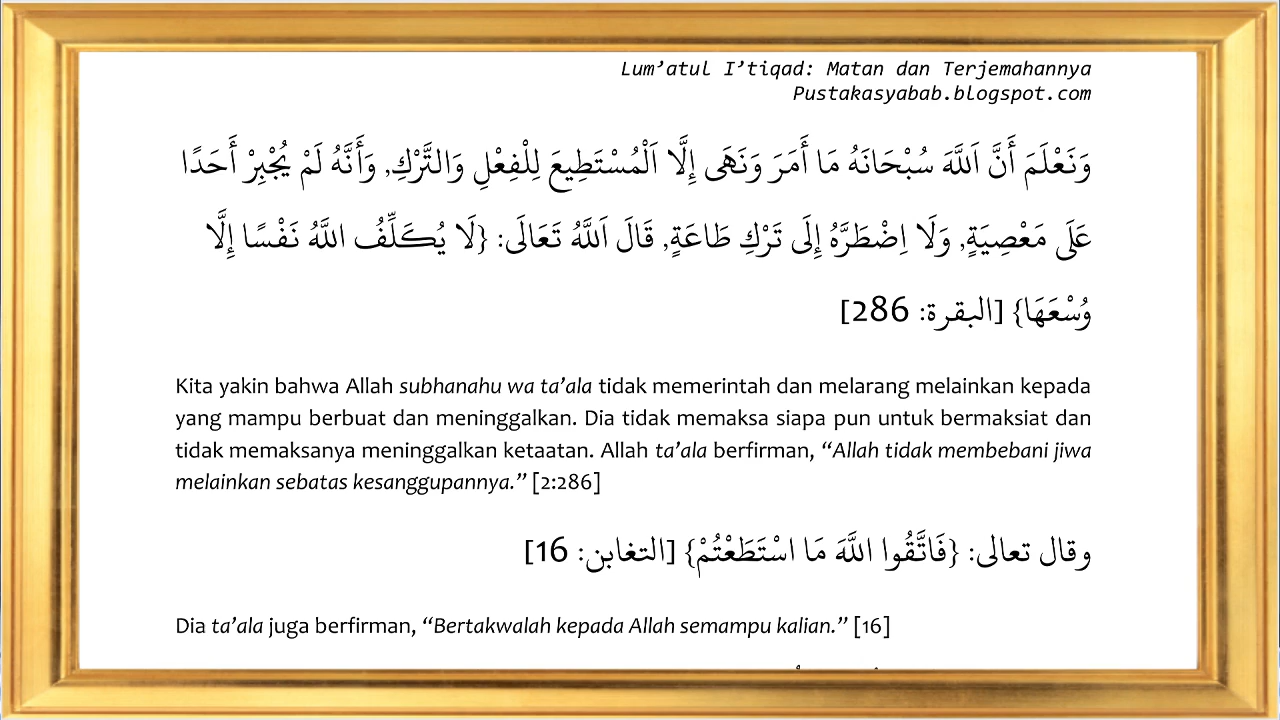 Lum’atul I’tiqad: Matan dan Terjemahannya
Pustakasyabab.blogspot.com
وَنَعْلَمَ أَنَّ اَللَّهَ سُبْحَانَهُ مَا أَمَرَ وَنَهَى إِلَّا اَلْمُسْتَطِيعَ لِلْفِعْلِ وَالتَّرْكِ, وَأَنَّهُ لَمْ يُجْبِرْ أَحَدًا
عَلَى مَعْصِيَةٍ, وَلَا اِضْطَرَّهُ إِلَى تَرْكِ طَاعَةٍ, قَالَ اَللَّهُ تَعَالَى: {لَا يُكَلِّفُ اللَّهُ نَفْسًا إِلَّا
وُسْعَهَا} [البقرة: 286]
Kita yakin bahwa Allah subhanahu wa ta’ala tidak memerintah dan melarang melainkan kepada
yang mampu berbuat dan meninggalkan. Dia tidak memaksa siapa pun untuk bermaksiat dan
tidak memaksanya meninggalkan ketaatan. Allah ta’ala berfirman, “Allah tidak membebani jiwa
melainkan sebatas kesanggupannya.” [2:286]
وقال تعالى: {فَاتَّقُوا اللَّهَ مَا اسْتَطَعْتُمْ} [التغابن: 16]
Dia ta’ala juga berfirman, “Bertakwalah kepada Allah semampu kalian.” [16]